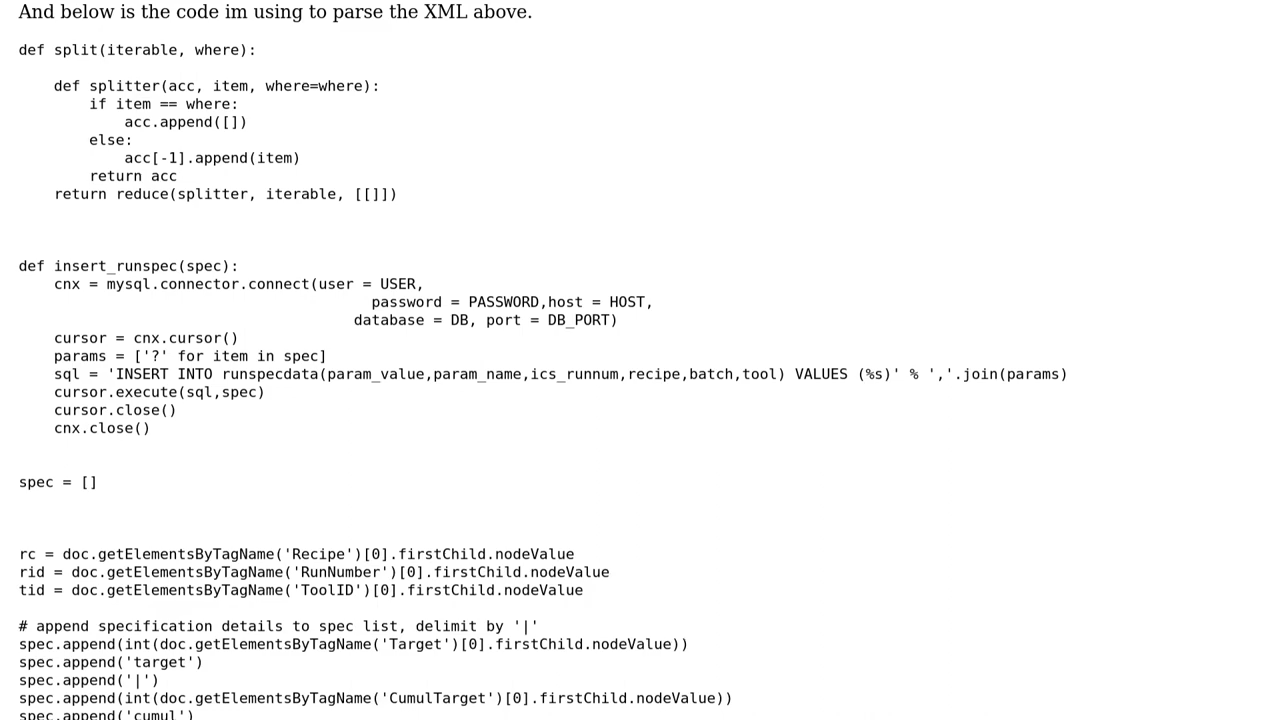 And below is the code im using to parse the XML above.
def split(iterable, where):
    def splitter(acc, item, where=where):
        if item == where:
            acc.append([])
        else:
            acc[-1].append(item)
        return acc
    return reduce(splitter, iterable, [[]])
def insert_runspec(spec):
    cnx = mysql.connector.connect(user = USER,
                                        password = PASSWORD,host = HOST,
                                      database = DB, port = DB_PORT)
    cursor = cnx.cursor()
    params = ['?' for item in spec]
    sql = 'INSERT INTO runspecdata(param_value,param_name,ics_runnum,recipe,batch,tool) VALUES (%s)' % ','.join(params)
    cursor.execute(sql,spec)
    cursor.close()
    cnx.close()
spec = []
rc = doc.getElementsByTagName('Recipe')[0].firstChild.nodeValue
rid = doc.getElementsByTagName('RunNumber')[0].firstChild.nodeValue
tid = doc.getElementsByTagName('ToolID')[0].firstChild.nodeValue
# append specification details to spec list, delimit by '|'
spec.append(int(doc.getElementsByTagName('Target')[0].firstChild.nodeValue))
spec.append('target')
spec.append('|')
spec.append(int(doc.getElementsByTagName('CumulTarget')[0].firstChild.nodeValue))
spec.append('cumul')